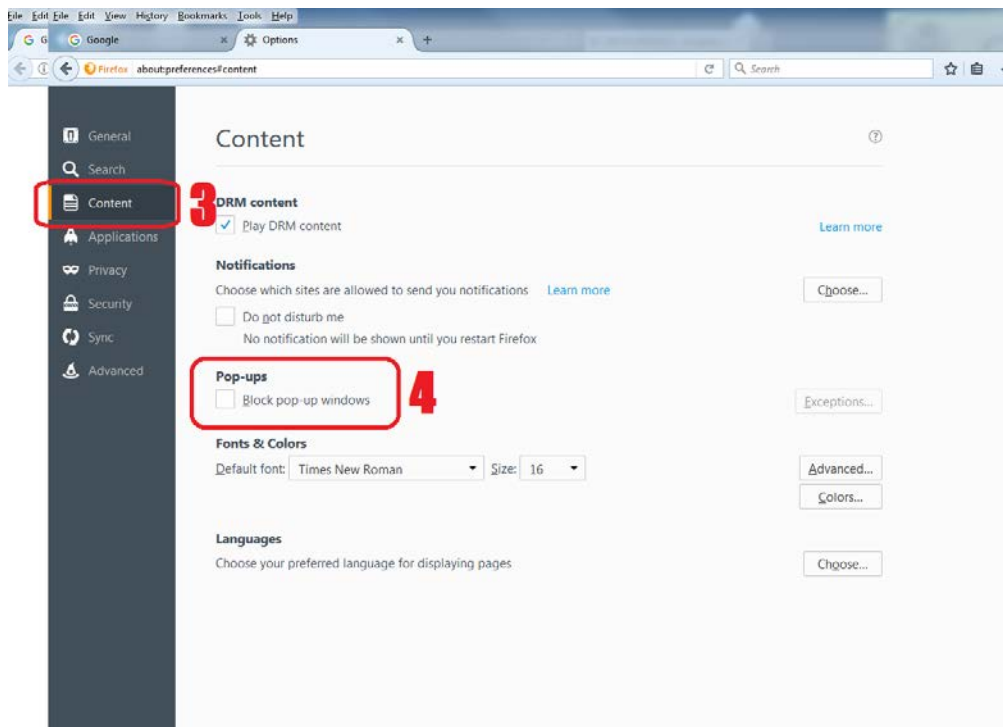 File Edit File Edit View History Bookmarks Tools Help
G G Google × Options × +
Firefox about:preferences#content Search
General
Search
Content
Applications
Privacy
Security
Sync
Advanced
3
Content
DRM content
Play DRM content Learn more
Notifications
Choose which sites are allowed to send you notifications Learn more Choose...
Do not disturb me
No notification will be shown until you restart Firefox
Pop-ups
Block pop-up windows Exceptions...
4
Fonts & Colors
Default font: Times New Roman Size: 16 Advanced...
Colors...
Languages
Choose your preferred language for displaying pages Choose...